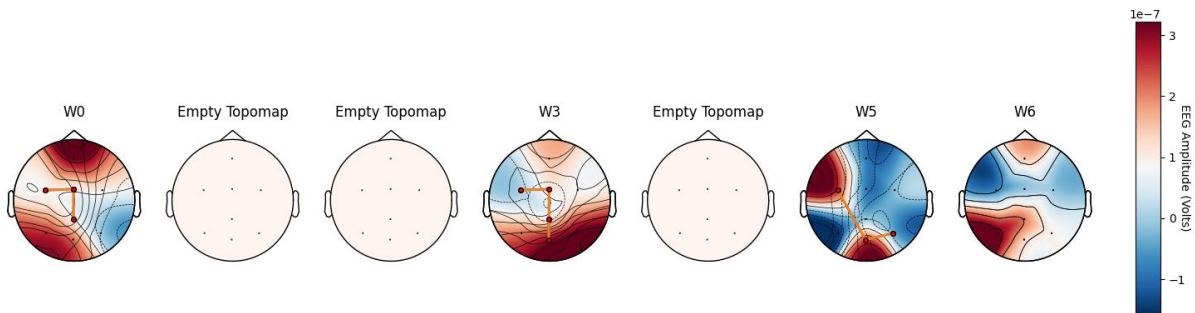 1e−7
W0
Empty Topomap
Empty Topomap
W3
Empty Topomap
W5
W6
3
2
1
0
−1
EEG Amplitude (Volts)